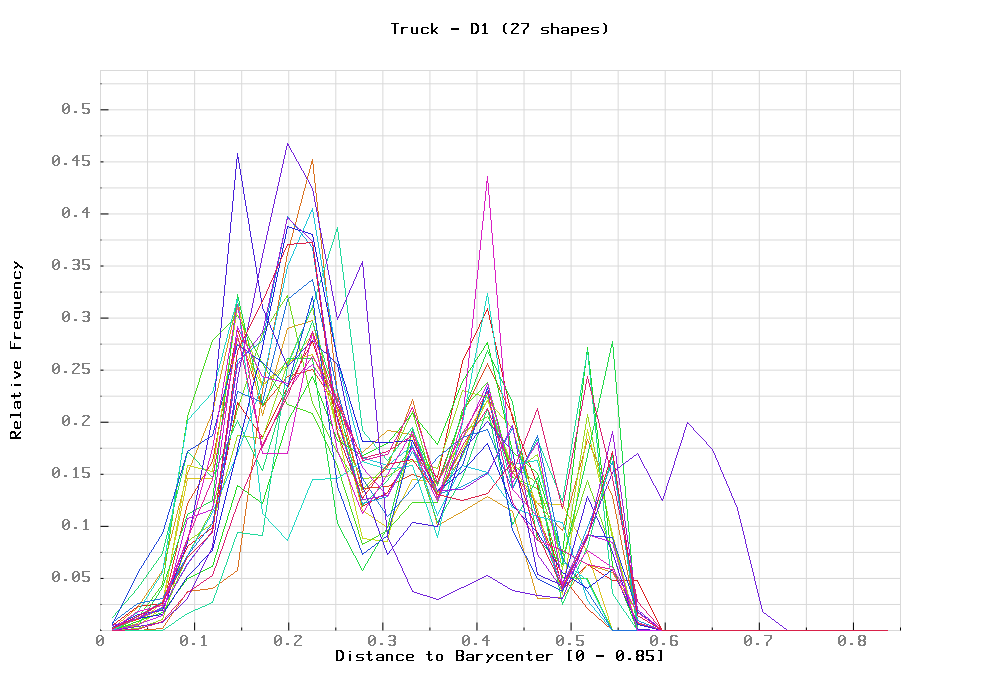 Truck - D1 (27 shapes)
Relative Frequency
0.5
0.45
0.4
0.35
0.3
0.25
0.2
0.15
0.1
0.05
0 0.1 0.2 0.3 0.4 0.5 0.6 0.7 0.8
Distance to Barycenter [0 - 0.85]